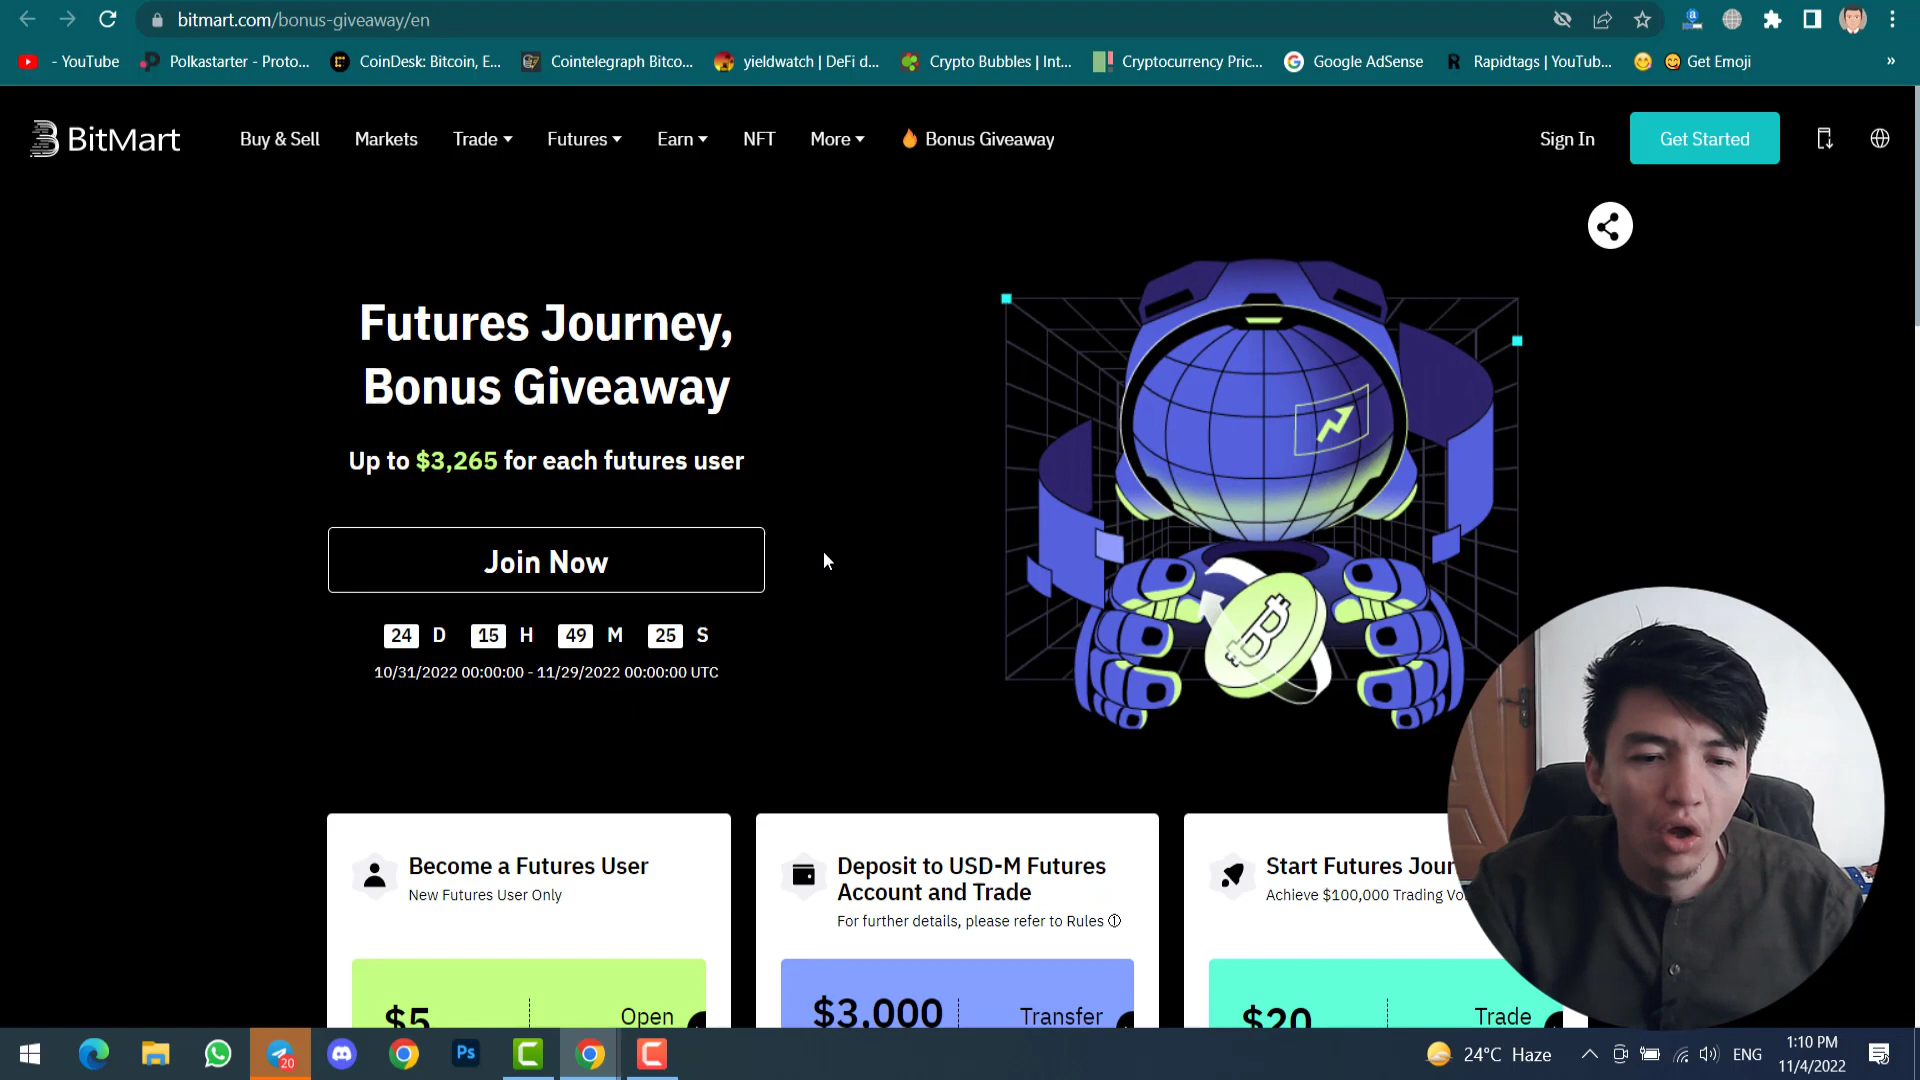 bitmart.com/bonus-giveaway/en
- YouTube
Polkastarter - Proto...
CoinDesk: Bitcoin, E...
Cointelegraph Bitco...
yieldwatch | DeFi d...
Crypto Bubbles | Int...
Cryptocurrency Pric...
Google AdSense
Rapidtags | YouTub...
Get Emoji
»
BitMart
Buy & Sell
Markets
Trade
Futures
Earn
NFT
More
Bonus Giveaway
Sign In
Get Started
Futures Journey,
Bonus Giveaway
Up to $3,265 for each futures user
Join Now
24 D 15 H 49 M 25 S
10/31/2022 00:00:00 - 11/29/2022 00:00:00 UTC
Become a Futures User
New Futures User Only
$5
Open
Deposit to USD-M Futures
Account and Trade
For further details, please refer to Rules
$3,000
Transfer
Start Futures Jour
Achieve $100,000 Trading Vo
$20
Trade
20
Ps
24°C Haze
ENG
1:10 PM
11/4/2022